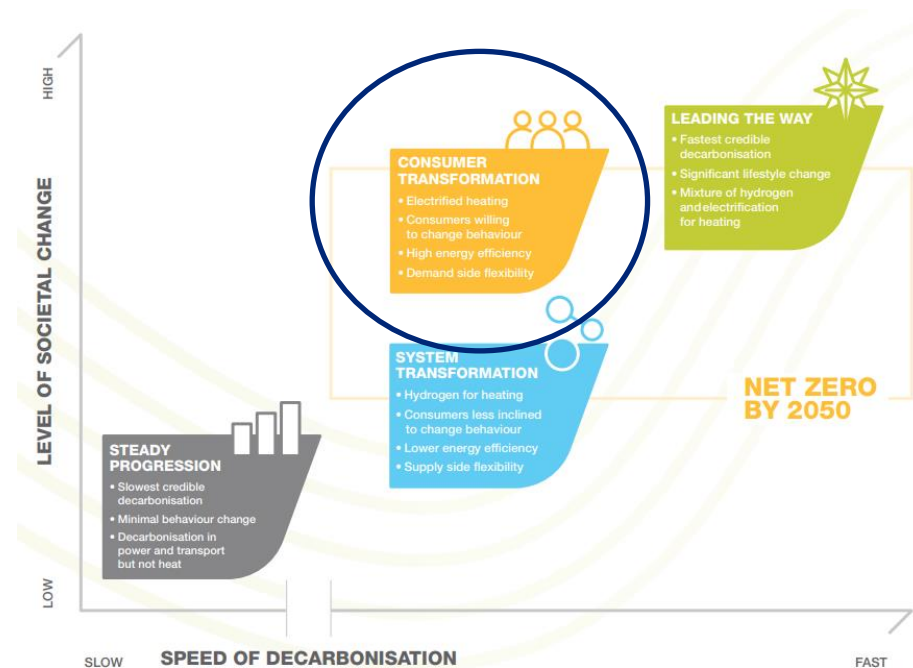 HIGH
LEVEL OF SOCIETAL CHANGE
LOW
CONSUMER
TRANSFORMATION
• Electrified heating
• Consumers willing
to change behaviour
• High energy efficiency
• Demand side flexibility
LEADING THE WAY
• Fastest credible
decarbonisation
• Significant lifestyle change
• Mixture of hydrogen
and electrification
for heating
SYSTEM
TRANSFORMATION
• Hydrogen for heating
• Consumers less inclined
to change behaviour
• Lower energy efficiency
• Supply side flexibility
NET ZERO
BY 2050
STEADY
PROGRESSION
• Slowest credible
decarbonisation
• Minimal behaviour change
• Decarbonisation in
power and transport
but not heat
SLOW
SPEED OF DECARBONISATION
FAST